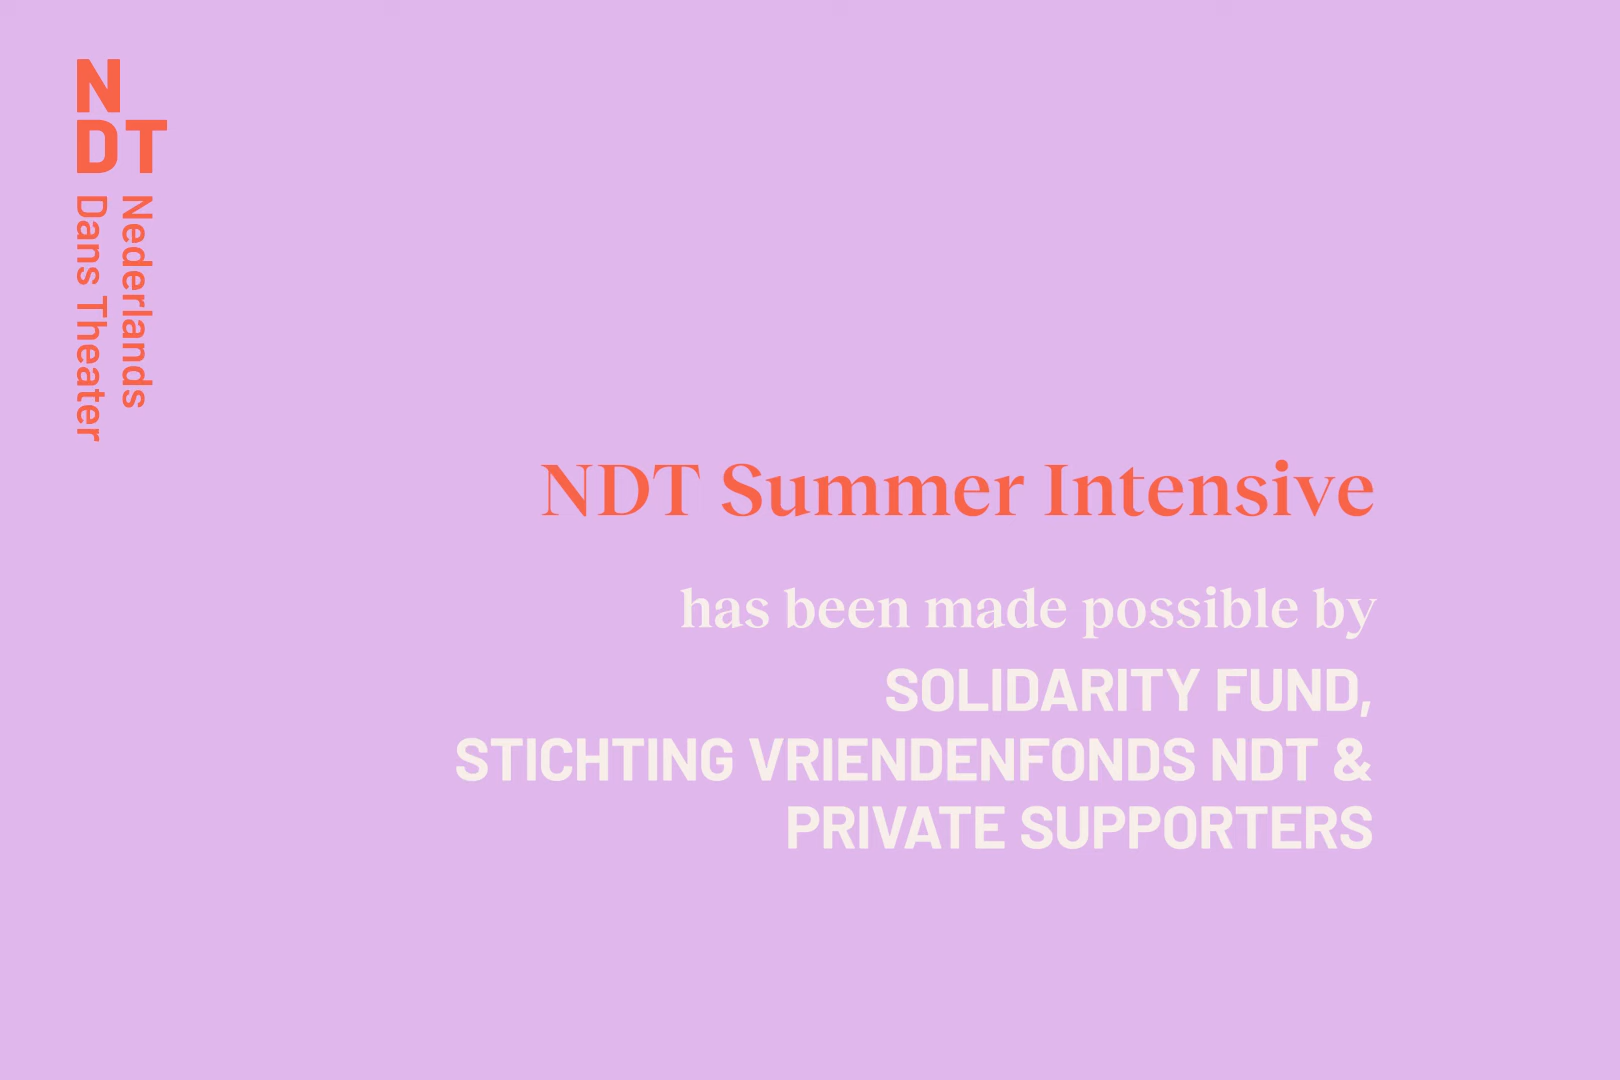 N
DT
Nederlands
Dans Theater
NDT Summer Intensive
has been made possible by
SOLIDARITY FUND,
STICHTING VRIENDENFONDS NDT &
PRIVATE SUPPORTERS